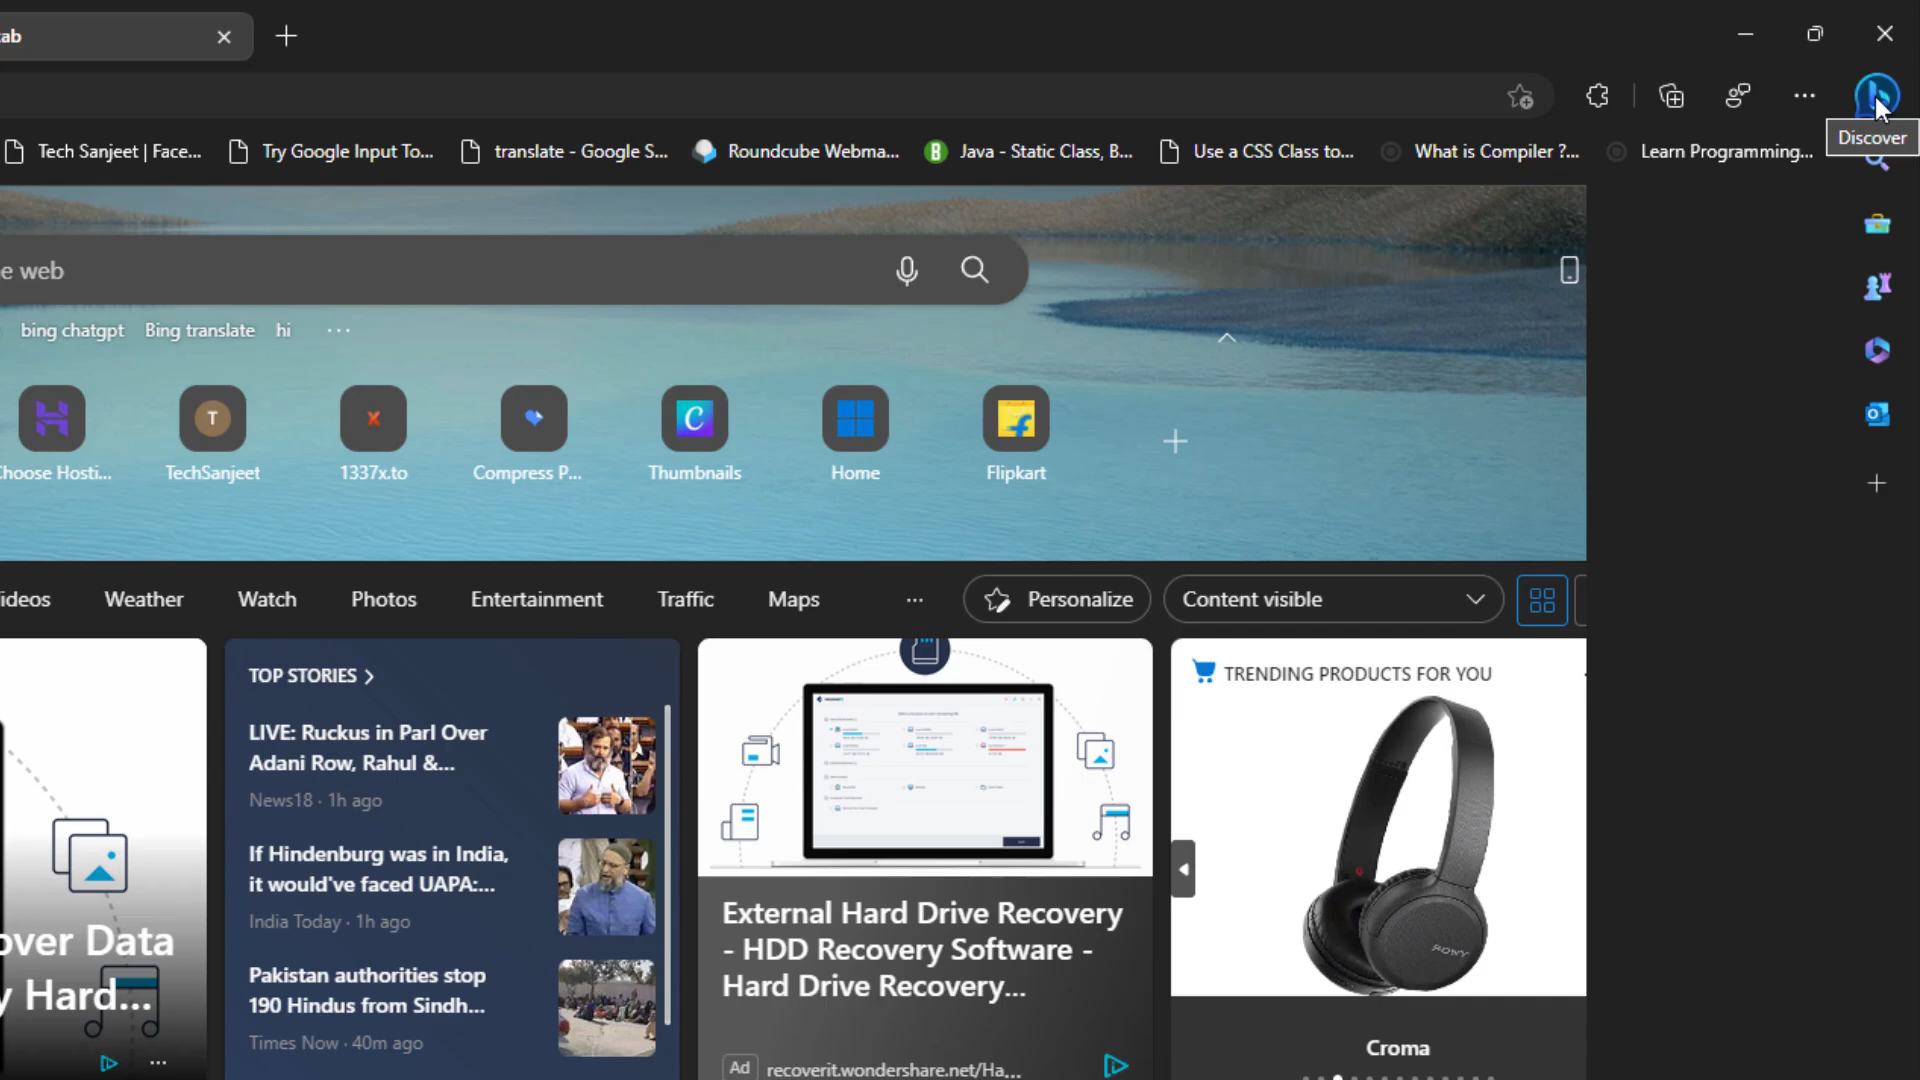 ab
Discover
Tech Sanjeet | Face... Try Google Input To... translate - Google S... Roundcube Webma... Java - Static Class, B... Use a CSS Class to... What is Compiler ?... Learn Programming...
e web
bing chatgpt Bing translate hi ...
hoose Hosti... TechSanjeet 1337x.to Compress P... Thumbnails Home Flipkart
ideos Weather Watch Photos Entertainment Traffic Maps ... Personalize Content visible
TOP STORIES
LIVE: Ruckus in Parl Over
Adani Row, Rahul &...
News18 · 1h ago
If Hindenburg was in India,
it would've faced UAPA:...
India Today · 1h ago
Pakistan authorities stop
190 Hindus from Sindh...
Times Now · 40m ago
over Data
y Hard...
External Hard Drive Recovery
- HDD Recovery Software -
Hard Drive Recovery...
Ad recoverit.wondershare.net/Ha...
TRENDING PRODUCTS FOR YOU
SONY
Croma